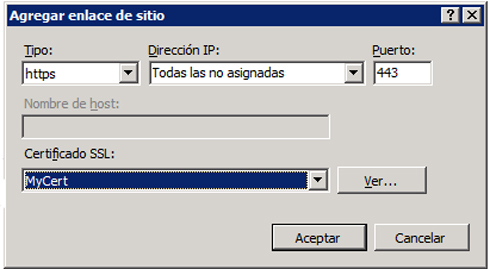 Agregar enlace de sitio
Tipo: Dirección IP: Puerto:
https Todas las no asignadas 443
Nombre de host:
Certificado SSL:
MyCert Ver...
Aceptar Cancelar